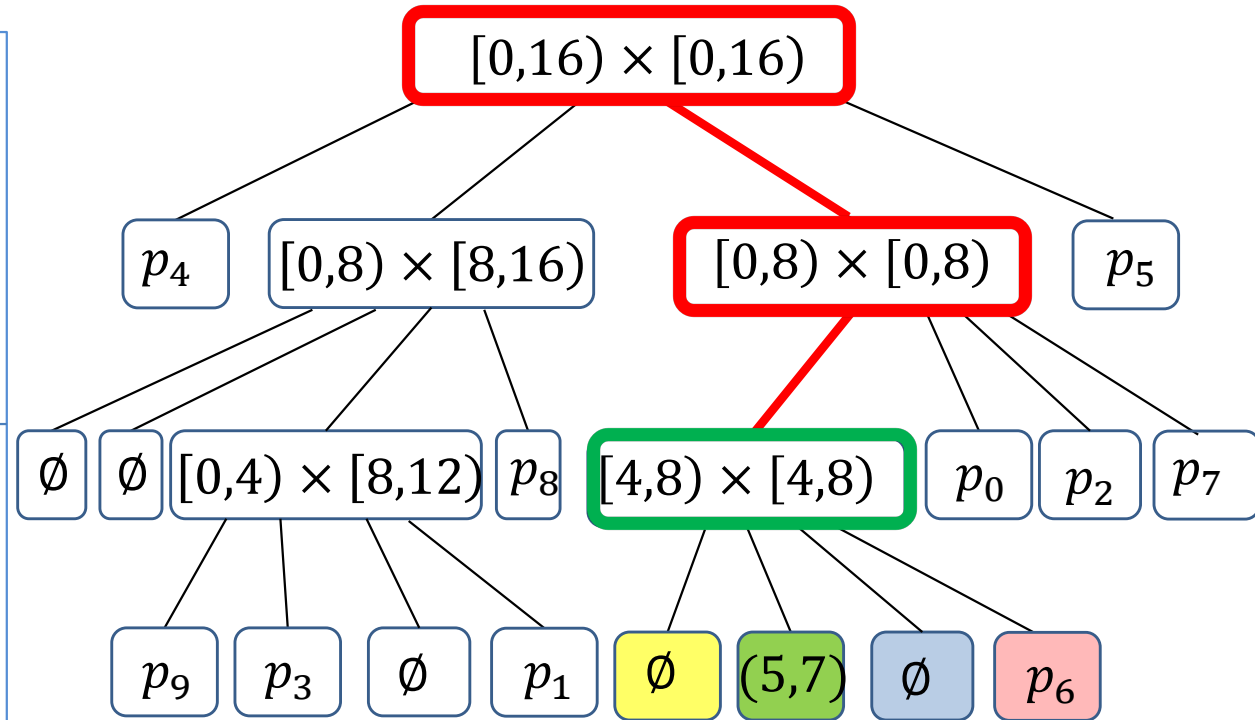 [0,16) × [0,16)
p₄ [0,8) × [8,16) [0,8) × [0,8) p₅
∅ ∅ [0,4) × [8,12) p₈ [4,8) × [4,8) p₀ p₂ p₇
p₉ p₃ ∅ p₁ ∅ (5,7) ∅ p₆